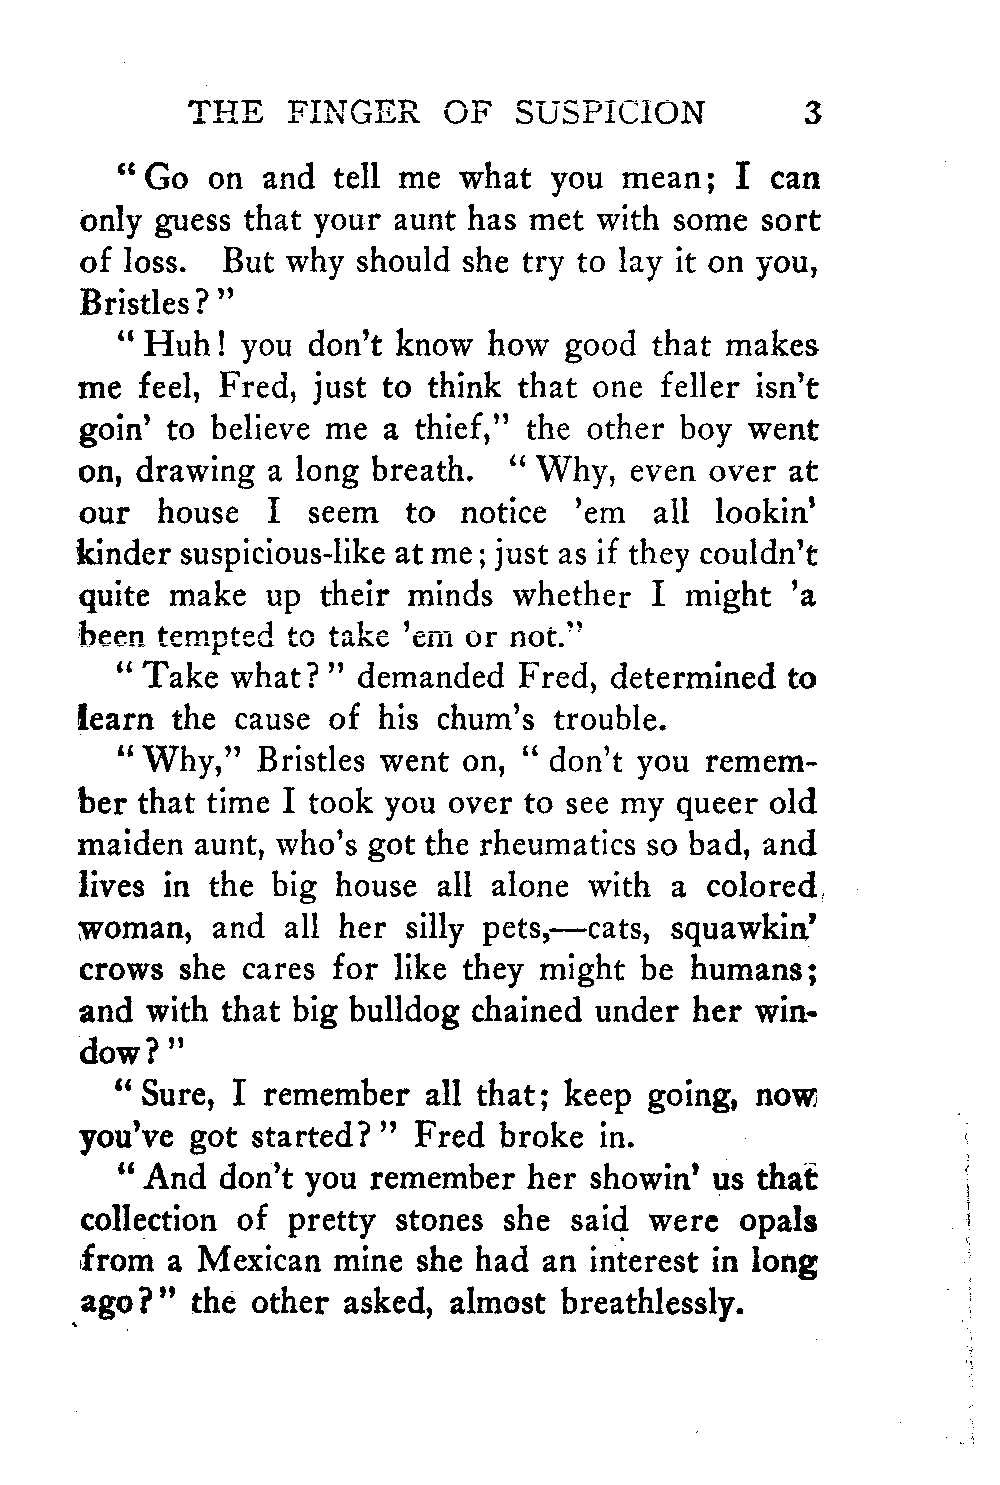 THE FINGER OF SUSPICION 3
“Go on and tell me what you mean; I can
only guess that your aunt has met with some sort
of loss. But why should she try to lay it on you,
Bristles?”
“Huh! you don't know how good that makes
me feel, Fred, just to think that one feller isn't
goin' to believe me a thief,” the other boy went
on, drawing a long breath. “Why, even over at
our house I seem to notice 'em all lookin'
kinder suspicious-like at me; just as if they couldn't
quite make up their minds whether I might 'a
been tempted to take 'em or not.”
“Take what?” demanded Fred, determined to
learn the cause of his chum's trouble.
“Why,” Bristles went on, “don't you remem-
ber that time I took you over to see my queer old
maiden aunt, who's got the rheumatics so bad, and
lives in the big house all alone with a colored
woman, and all her silly pets,—cats, squawkin'
crows she cares for like they might be humans;
and with that big bulldog chained under her win-
dow?”
“Sure, I remember all that; keep going, now
you've got started?” Fred broke in.
“And don't you remember her showin' us that
collection of pretty stones she said were opals
from a Mexican mine she had an interest in long
ago?” the other asked, almost breathlessly.